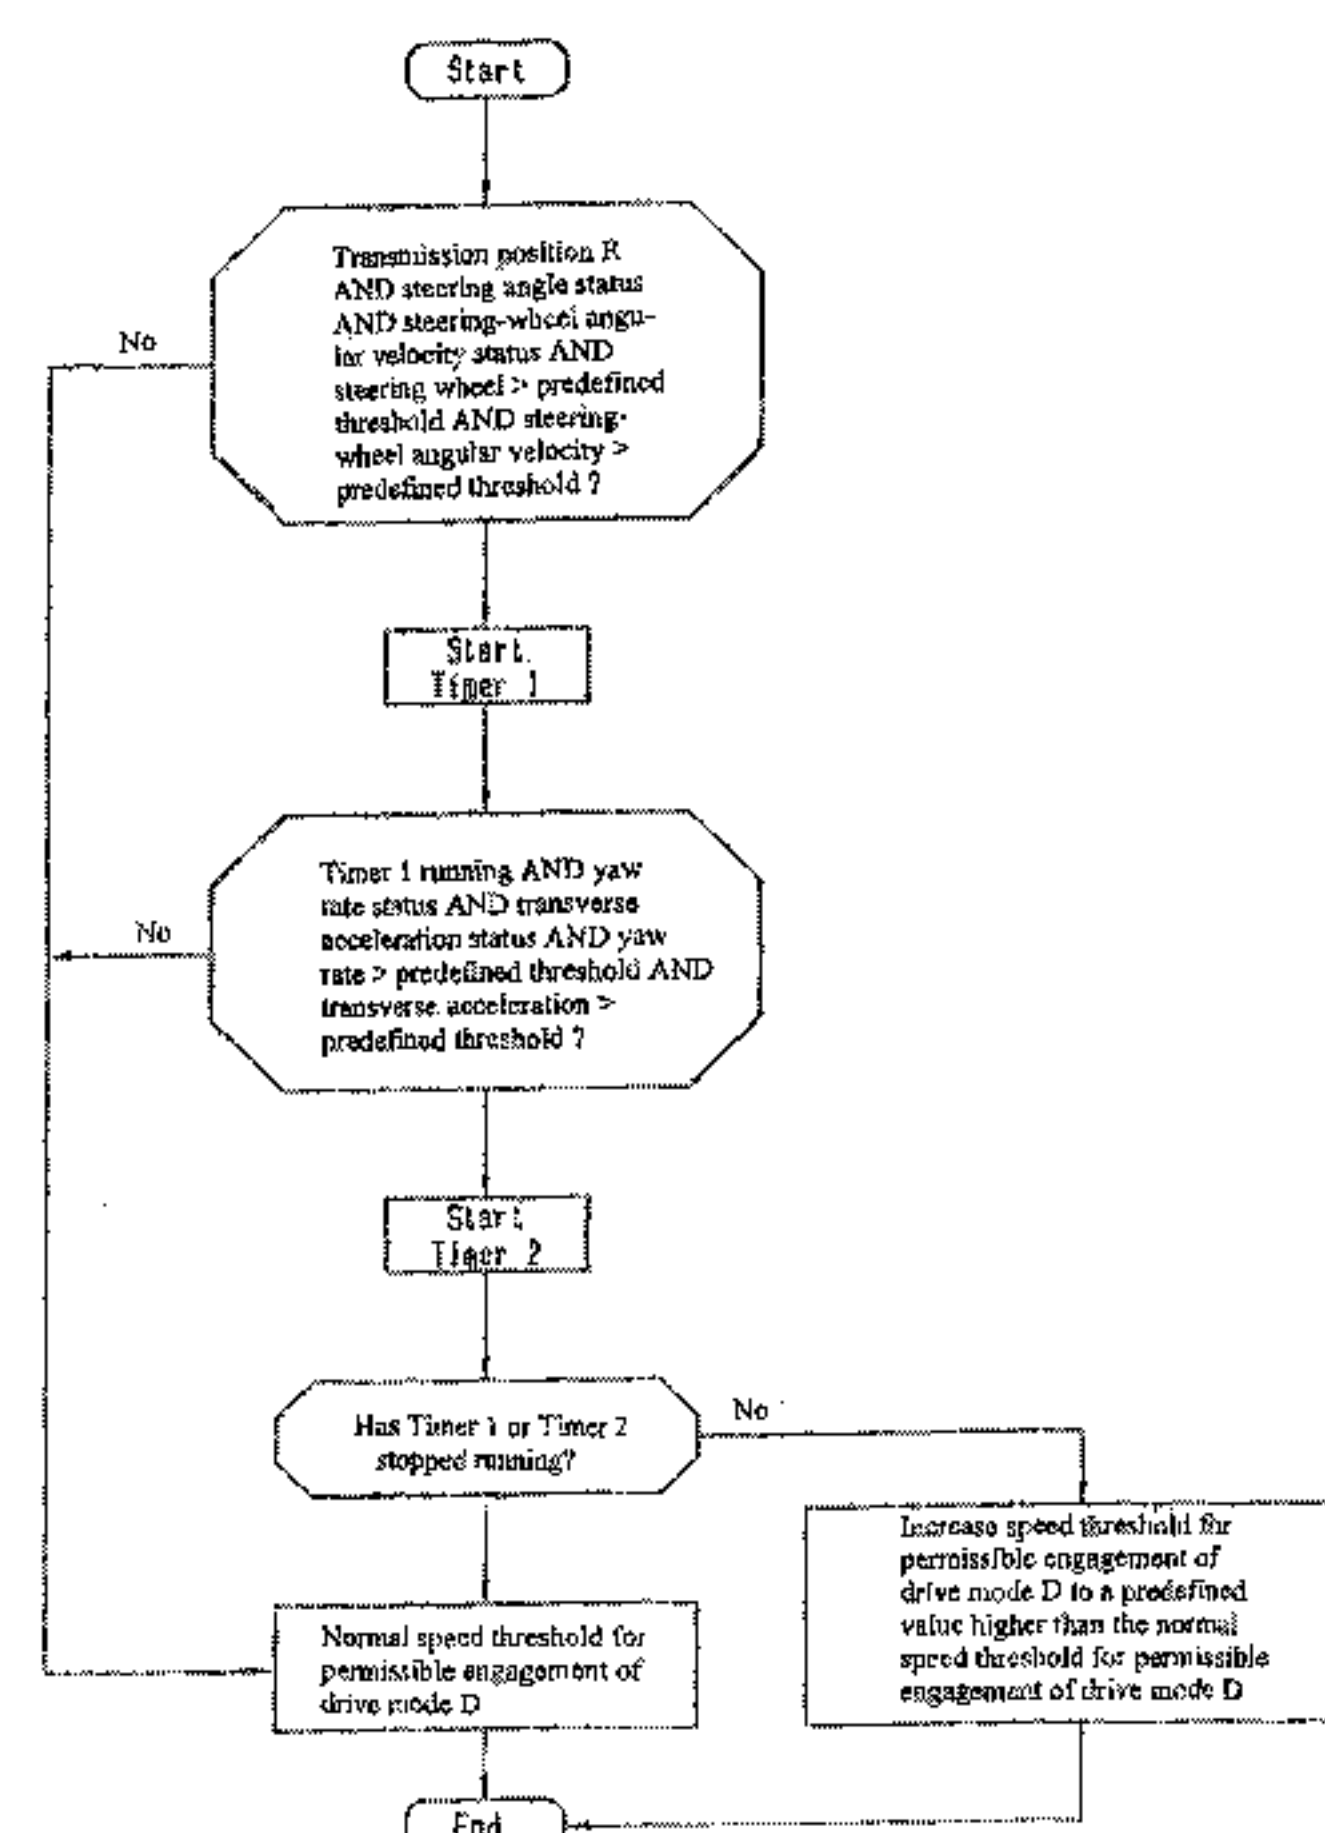 Start
Transmission position R
AND steering angle status
AND steering-wheel angu-
lar velocity status AND
steering wheel > predefined
threshold AND steering-
wheel angular velocity >
predefined threshold ?
No
Start
Timer 1
Timer 1 running AND yaw
rate status AND transverse
acceleration status AND yaw
rate > predefined threshold AND
transverse acceleration >
predefined threshold ?
No
Start
Timer 2
Has Timer 1 or Timer 2
stopped running?
No
Increase speed threshold for
permissible engagement of
drive mode D to a predefined
value higher than the normal
speed threshold for permissible
engagement of drive mode D
Normal speed threshold for
permissible engagement of
drive mode D
End